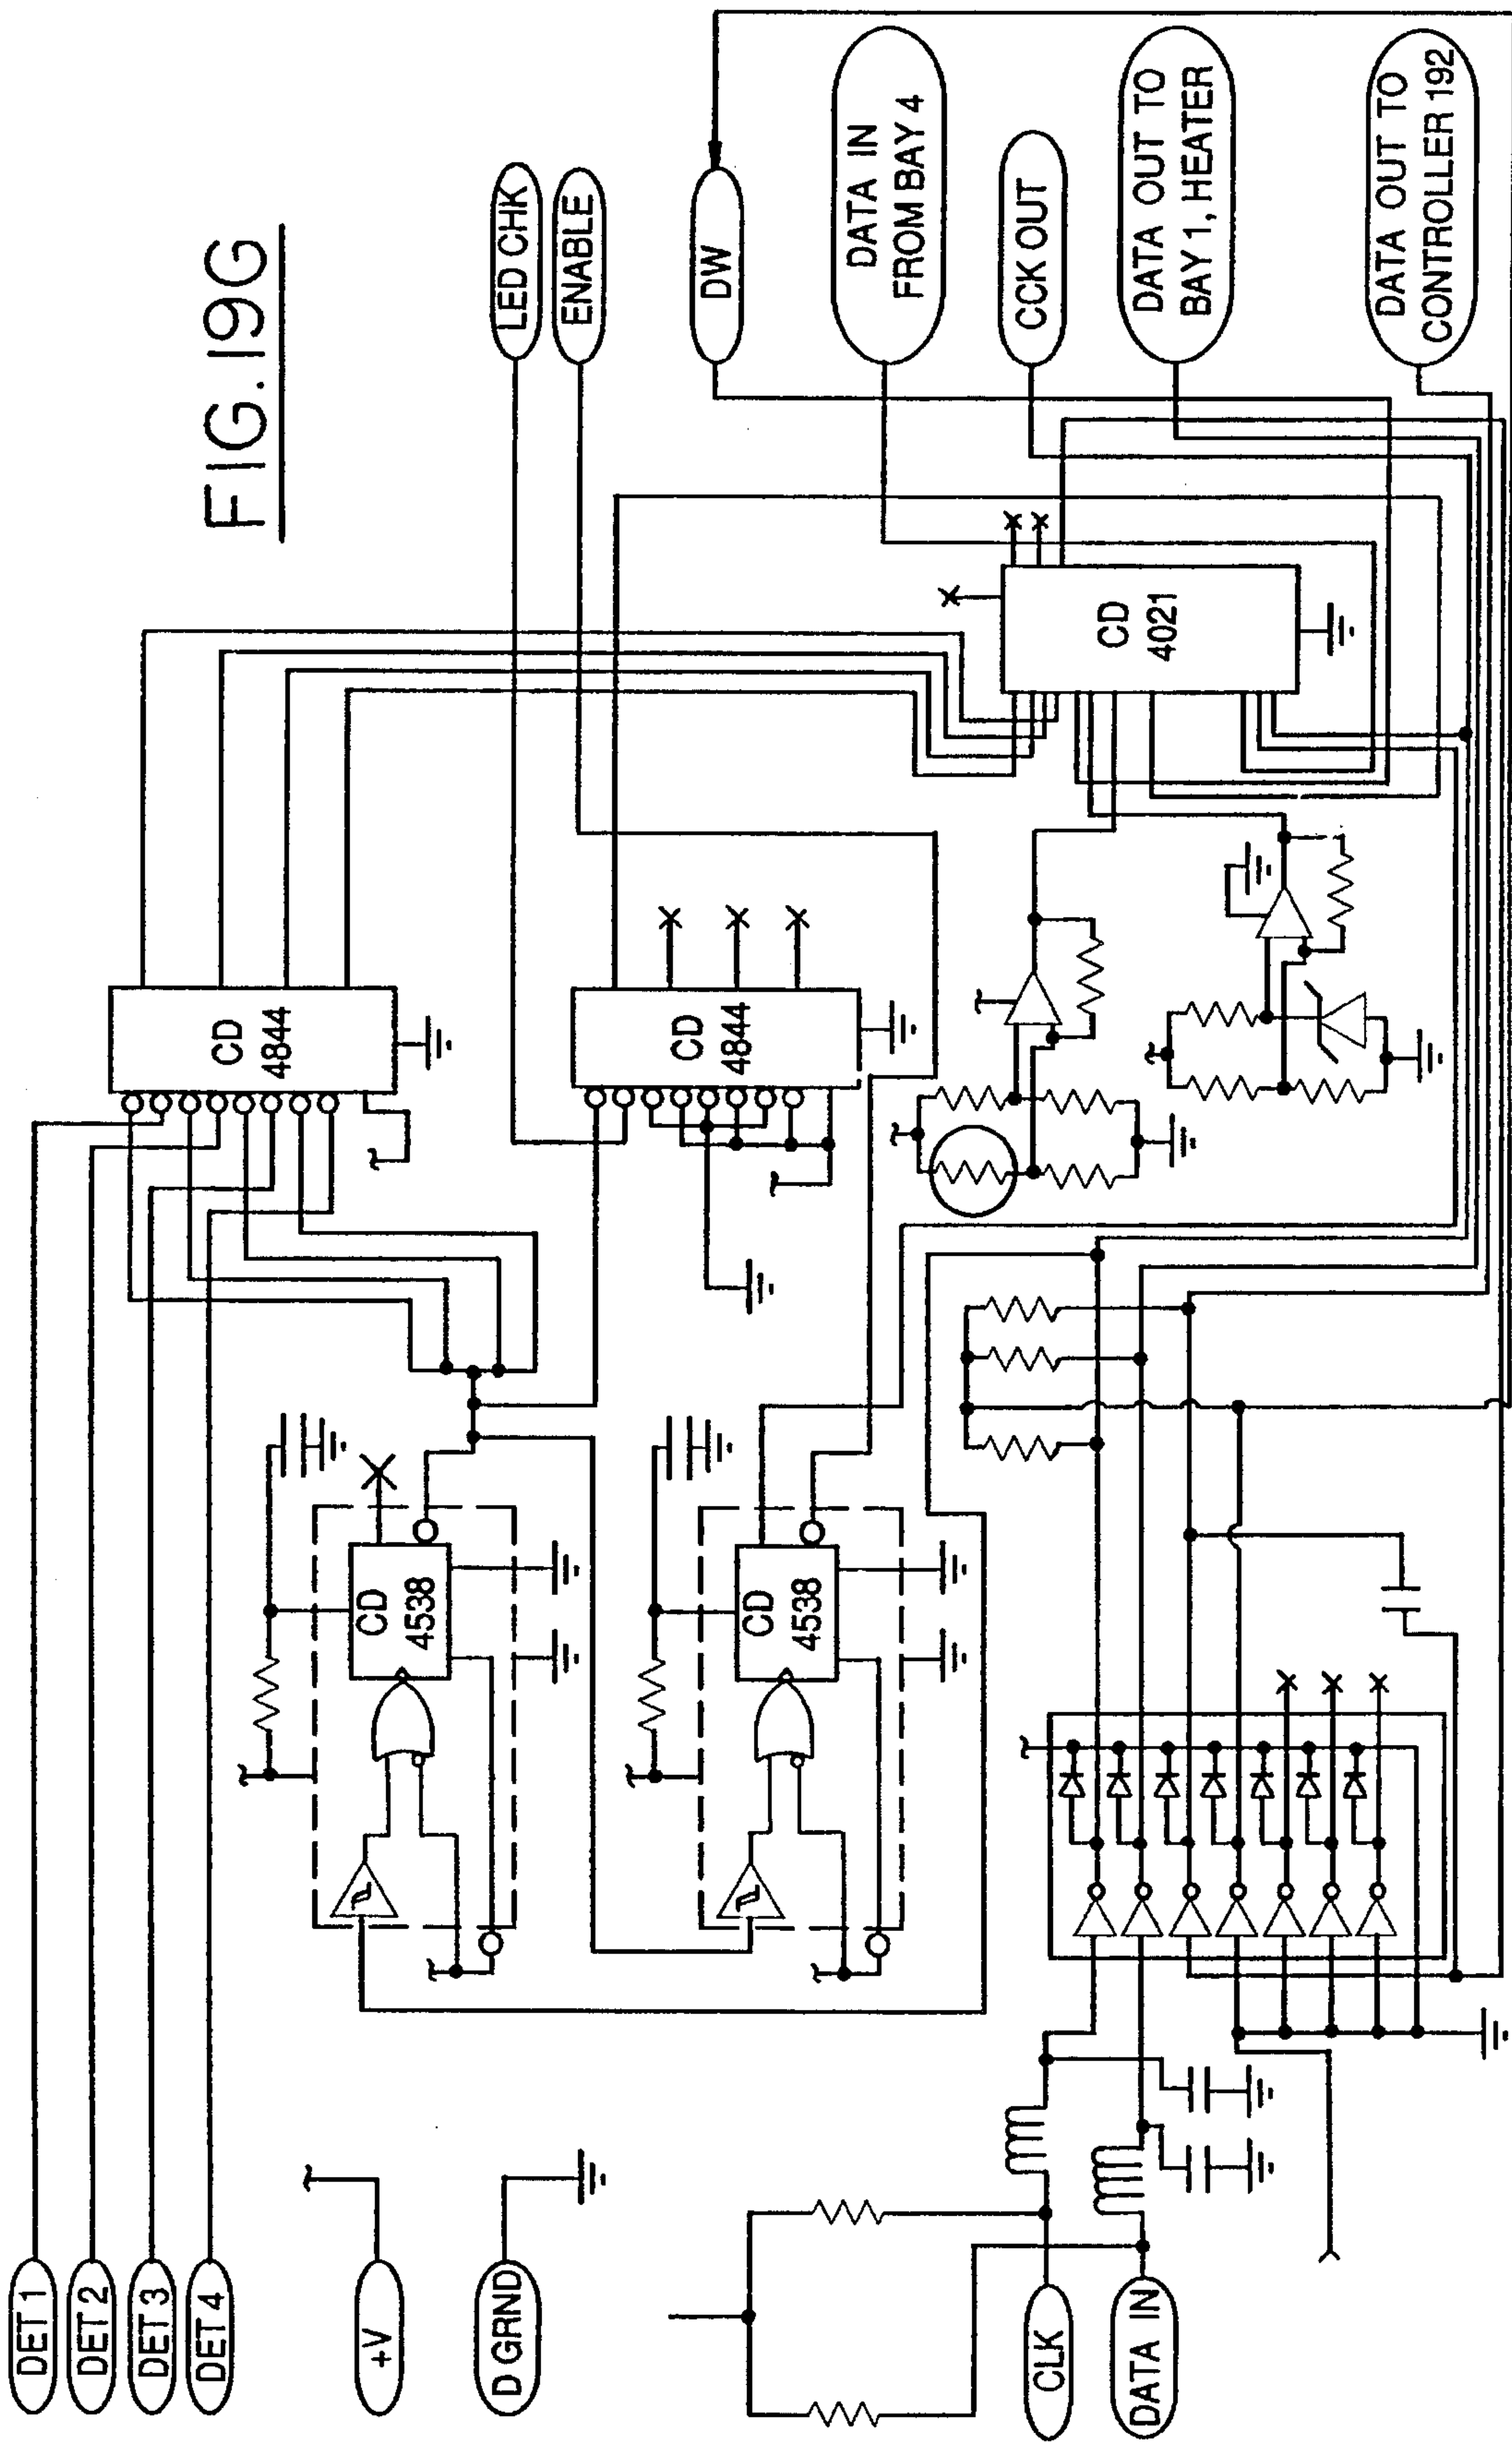 FIG. 19G
DET 1
DET 2
DET 3
DET 4
+V
D GRND
CLK
DATA IN
CD
4538
CD
4538
CD
4844
CD
4844
CD
4021
LED CHK
ENABLE
DW
DATA IN
FROM BAY 4
CCK OUT
DATA OUT TO
BAY 1, HEATER
DATA OUT TO
CONTROLLER 192